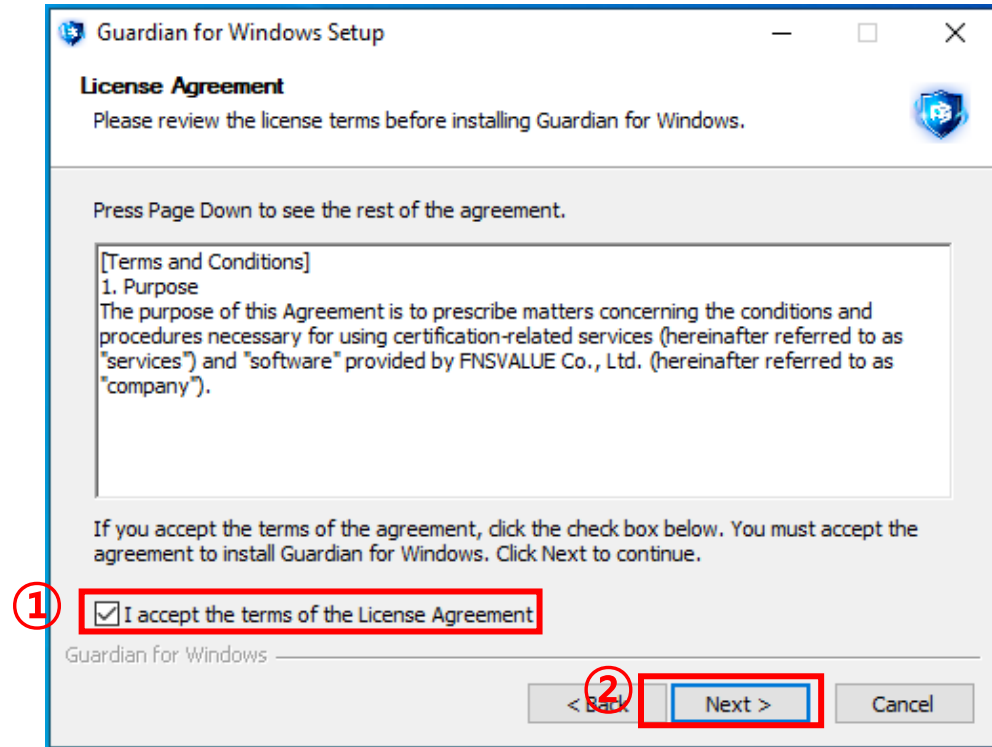 Guardian for Windows Setup
License Agreement
Please review the license terms before installing Guardian for Windows.
Press Page Down to see the rest of the agreement.
[Terms and Conditions]
1. Purpose
The purpose of this Agreement is to prescribe matters concerning the conditions and
procedures necessary for using certification-related services (hereinafter referred to as
"services") and "software" provided by FNSVALUE Co., Ltd. (hereinafter referred to as
"company").
If you accept the terms of the agreement, click the check box below. You must accept the
agreement to install Guardian for Windows. Click Next to continue.
① I accept the terms of the License Agreement
Guardian for Windows
< Back ② Next > Cancel